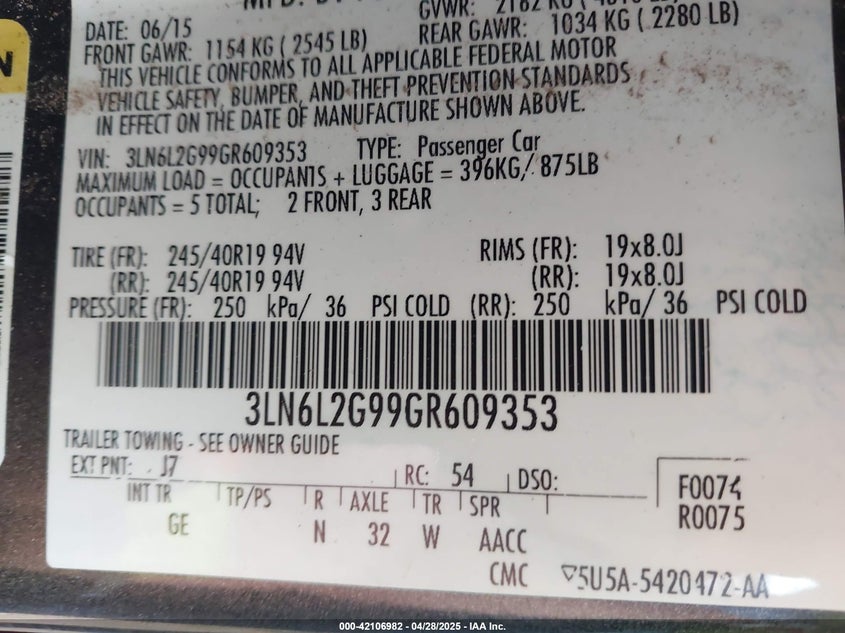 GVWR: 2182 KG
DATE: 06/15
REAR GAWR: 1034 KG ( 2280 LB)
FRONT GAWR: 1154 KG ( 2545 LB)
THIS VEHICLE CONFORMS TO ALL APPLICABLE FEDERAL MOTOR
VEHICLE SAFETY, BUMPER, AND THEFT PREVENTION STANDARDS
IN EFFECT ON THE DATE OF MANUFACTURE SHOWN ABOVE.
VIN: 3LN6L2G99GR609353 TYPE: Passenger Car
MAXIMUM LOAD = OCCUPANTS + LUGGAGE = 396KG/ 875LB
OCCUPANTS = 5 TOTAL; 2 FRONT, 3 REAR
TIRE (FR): 245/40R19 94V RIMS (FR): 19x8.0J
(RR): 245/40R19 94V (RR): 19x8.0J
PRESSURE (FR): 250 kPa/ 36 PSI COLD (RR): 250 kPa/ 36 PSI COLD
3LN6L2G99GR609353
TRAILER TOWING - SEE OWNER GUIDE
EXT PNT: J7 RC: 54 DSO: F0074
INT TR TP/PS R AXLE TR SPR R0075
GE N 32 W AACC
CMC 5U5A-5420472-AA
000-42106982 - 04/28/2025 - IAA Inc.